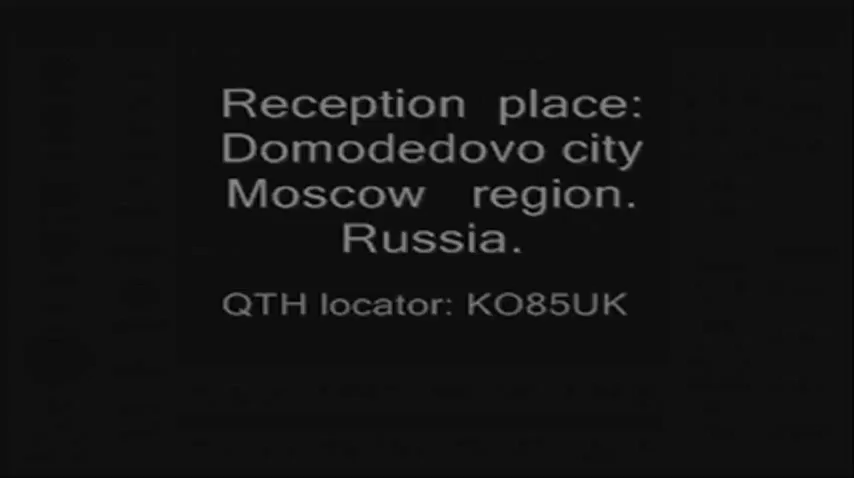 Reception place:
Domodedovo city
Moscow region.
Russia.
QTH locator: KO85UK